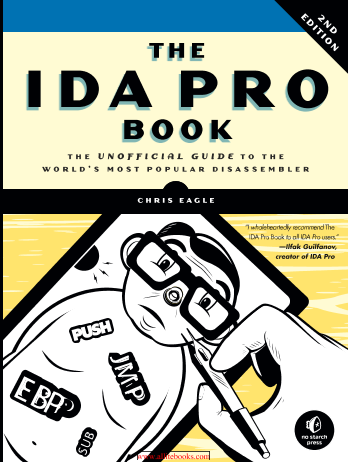 2ND
EDITION
THE
IDA PRO
BOOK
THE UNOFFICIAL GUIDE TO THE
WORLD'S MOST POPULAR DISASSEMBLER
CHRIS EAGLE
"I wholeheartedly recommend The
IDA Pro Book to all IDA Pro users."
—Ilfak Guilfanov,
creator of IDA Pro
PUSH
JMP
EBP
SUB
no starch
press